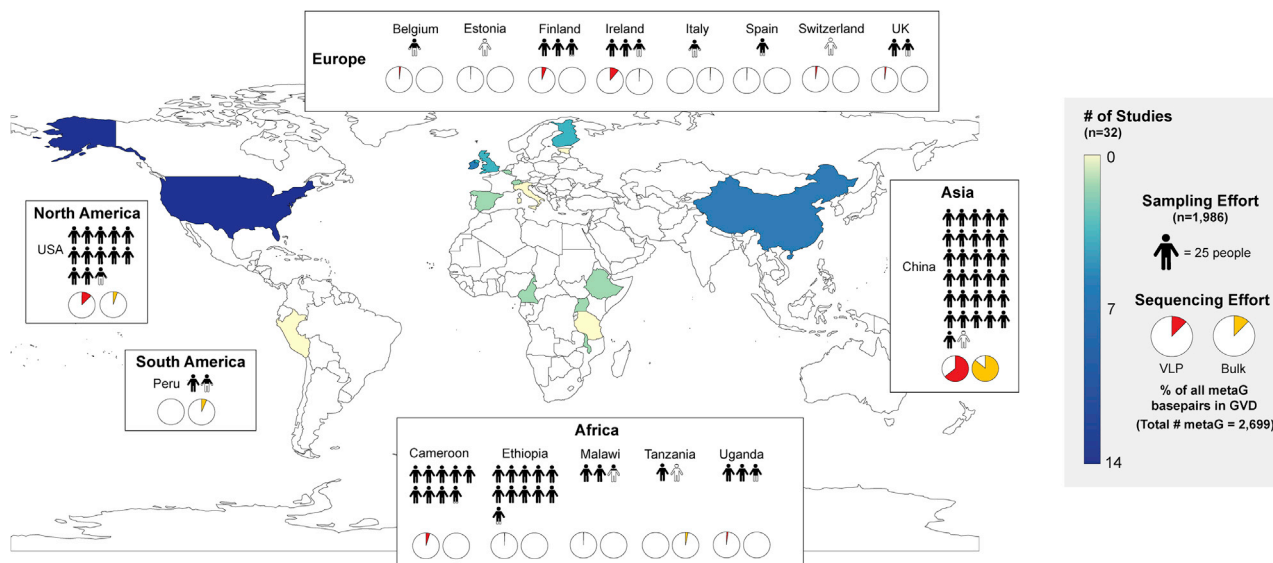 Europe
Belgium Estonia Finland Ireland Italy Spain Switzerland UK
North America
USA
South America
Peru
Africa
Cameroon Ethiopia Malawi Tanzania Uganda
Asia
China
# of Studies
(n=32)
0
7
14
Sampling Effort
(n=1,986)
= 25 people
Sequencing Effort
VLP Bulk
% of all metaG
basepairs in GVD
(Total # metaG = 2,699)